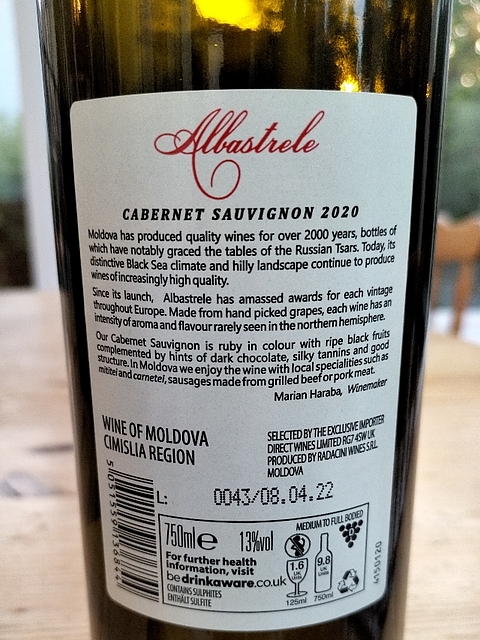 Albastrele
CABERNET SAUVIGNON 2020
Moldova has produced quality wines for over 2000 years, bottles of
which have notably graced the tables of the Russian Tsars. Today, its
distinctive Black Sea climate and hilly landscape continue to produce
wines of increasingly high quality.
Since its launch, Albastrele has amassed awards for each vintage
throughout Europe. Made from hand picked grapes, each wine has an
intensity of aroma and flavour rarely seen in the northern hemisphere.
Our Cabernet Sauvignon is ruby in colour with ripe black fruits
complemented by hints of dark chocolate, silky tannins and good
structure. In Moldova we enjoy the wine with local specialities such as
mititei and carnetei, sausages made from grilled beef or pork meat.
Marian Haraba, Winemaker
WINE OF MOLDOVA
CIMISLIA REGION
SELECTED BY THE EXCLUSIVE IMPORTER
DIRECT WINES LIMITED RG7 4SW UK
PRODUCED BY RADACINI WINES S.R.L.
MOLDOVA
L: 0043/08.04.22
750ml e 13%vol
MEDIUM TO FULL BODIED
For further health
information, visit
bedrinkaware.co.uk
CONTAINS SULPHITES
ENTHÄLT SULFITE
1.6
UK Units
125ml
9.8
UK Units
750ml
4150120